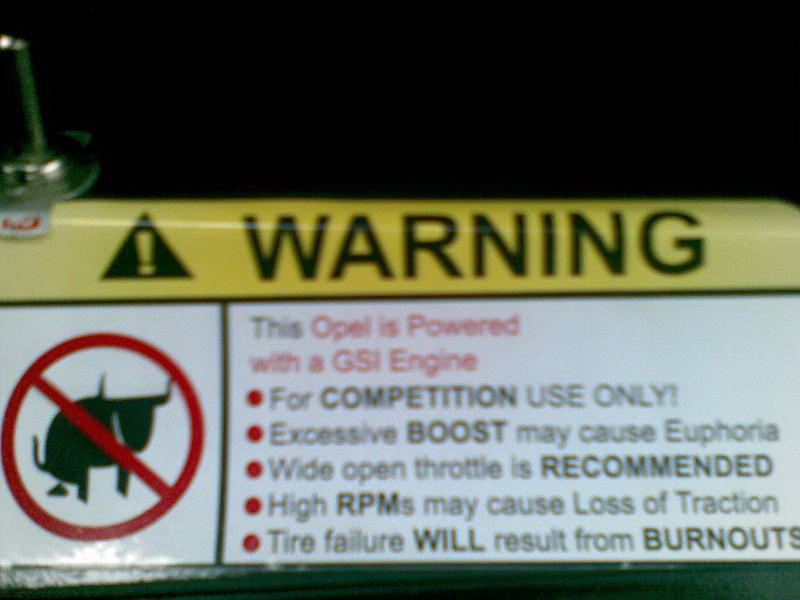 WARNING
This Opel is Powered
with a GSI Engine
For COMPETITION USE ONLY!
Excessive BOOST may cause Euphoria
Wide open throttle is RECOMMENDED
High RPMs may cause Loss of Traction
Tire failure WILL result from BURNOUTS